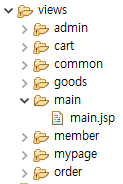 views
admin
cart
common
goods
main
main.jsp
member
mypage
order